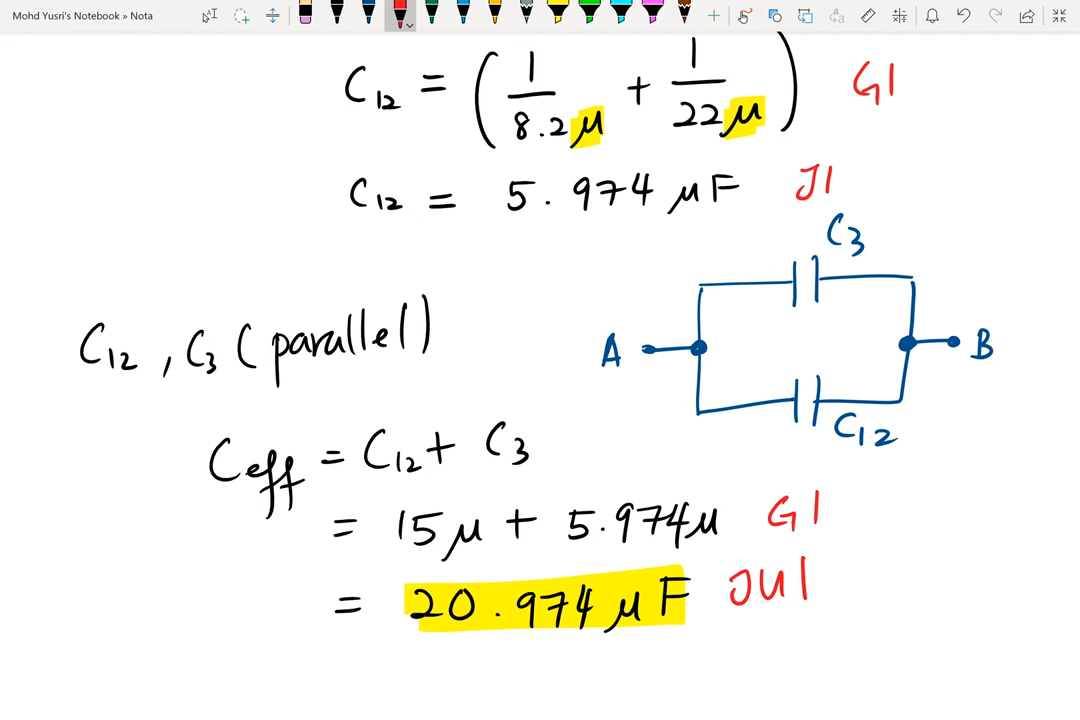 Mohd Yusri's Notebook » Nota
C₁₂ = (1/8.2μ + 1/22μ) G1
C₁₂ = 5.974 μF J1
C₃
C₁₂, C₃ (parallel)
A B
C₁₂
Ceff = C₁₂ + C₃
= 15μ + 5.974μ G1
= 20.974 μF JU1